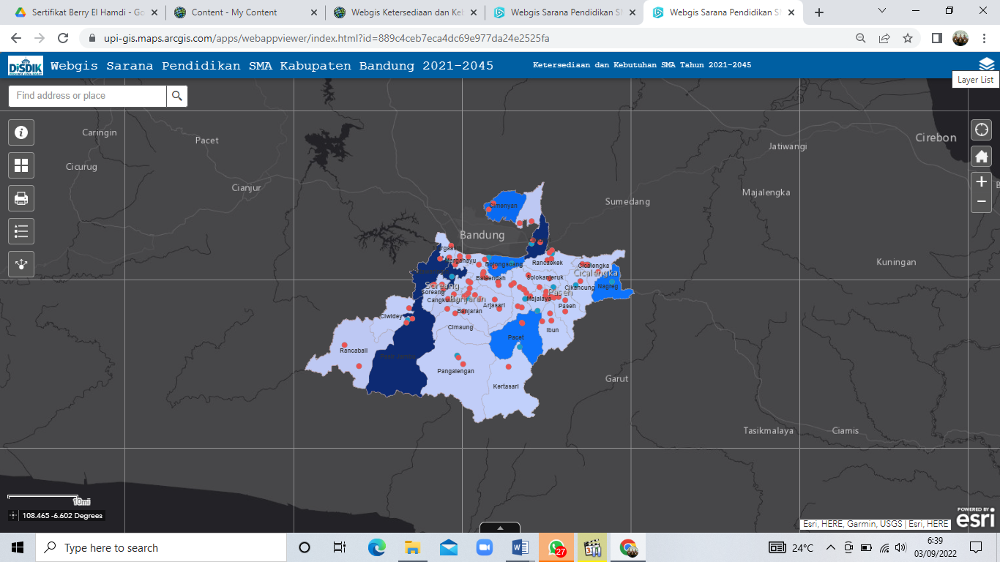 Sertifikat Berry El Hamdi - Go
Content - My Content
Webgis Ketersediaan dan Keb
Webgis Sarana Pendidikan SM
Webgis Sarana Pendidikan SM
upi-gis.maps.arcgis.com/apps/webappviewer/index.html?id=889c4ceb7eca4dc69e977da24e2525fa
DISDIK
Webgis Sarana Pendidikan SMA Kabupaten Bandung 2021-2045
Ketersediaan dan Kebutuhan SMA Tahun 2021-2045
Layer List
Find address or place
Caringin
Pacet
Cicurug
Cianjur
Cirebon
Jatiwangi
Majalengka
Sumedang
Kuningan
Cimenyan
Bandung
Margahayu
Bojongsoang
Rancaekek
Cicalengka
Cicalengka
Baleendah
Solokanjeruk
Soreang
Soreang
Cikancung
Nagreg
Cangkuang
Banjaran
Arjasari
Majalaya
Paseh
Paseh
Banjaran
Ciwidey
Cimaung
Ibun
Pacet
Rancabali
Pangalengan
Kertasari
Garut
Tasikmalaya
Ciamis
10mi
108.465 -6.602 Degrees
Esri, HERE, Garmin, USGS | Esri, HERE
POWERED BY
esri
Type here to search
27
24°C
6:39
03/09/2022